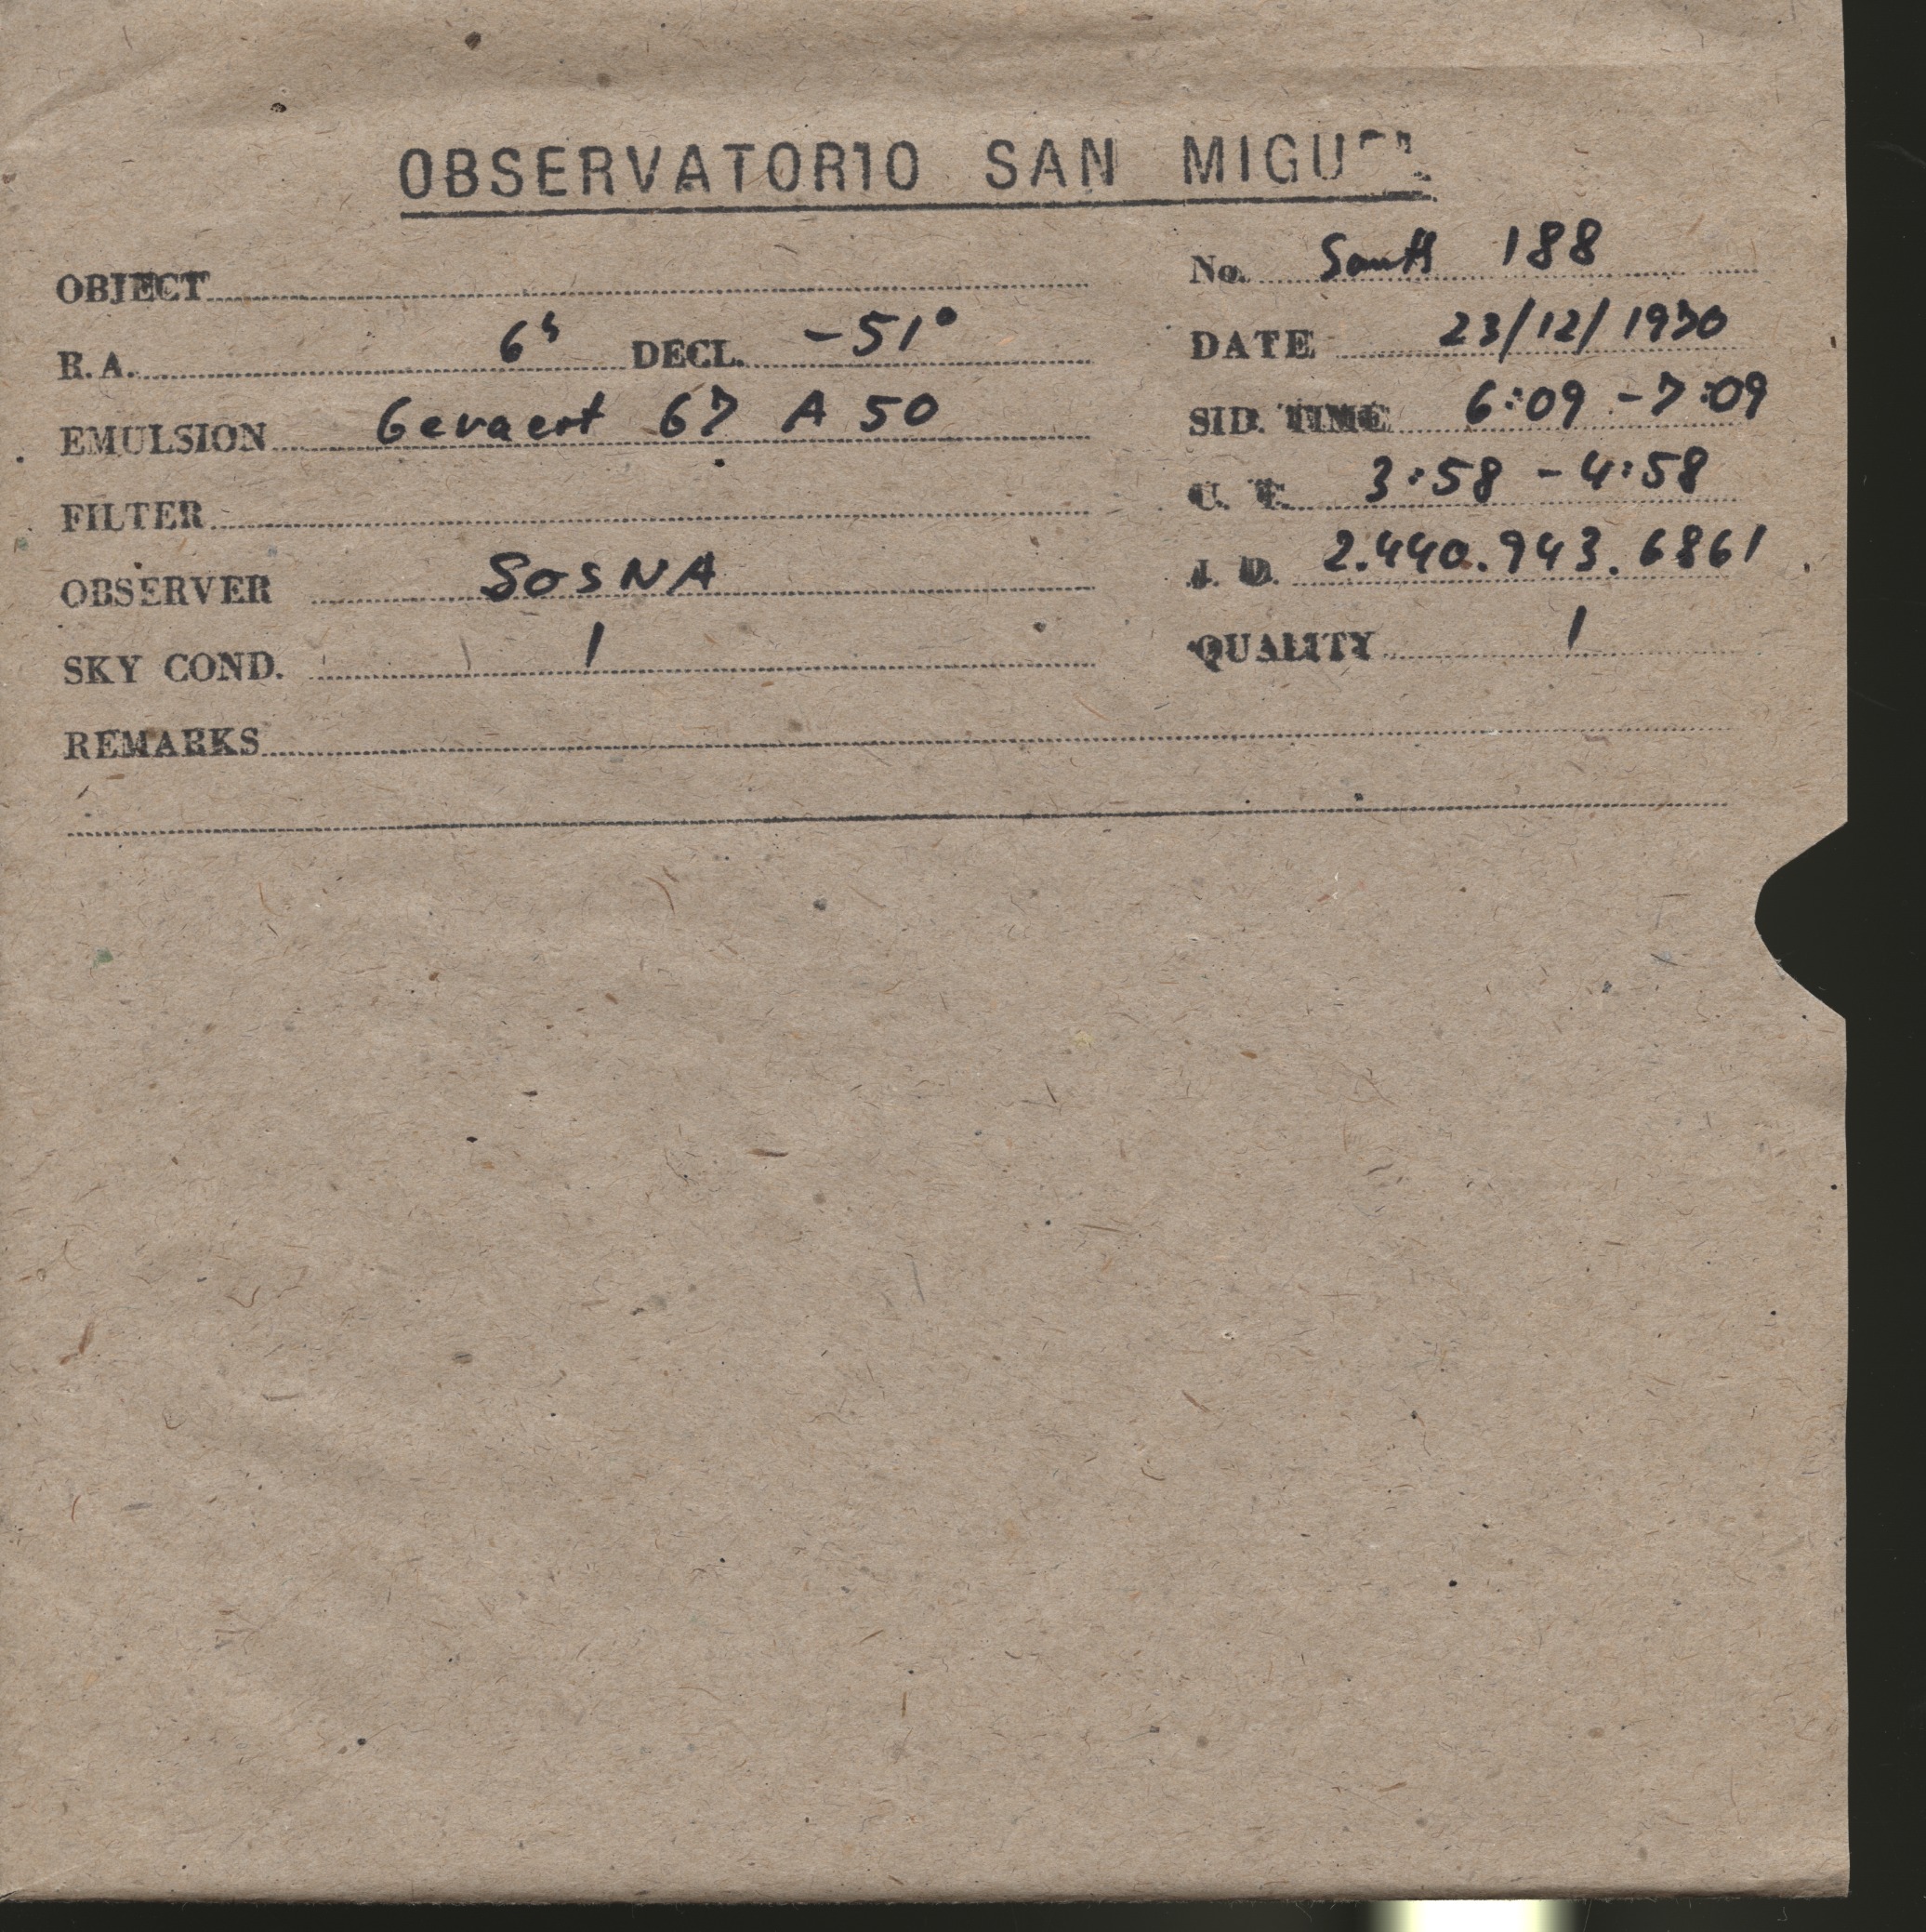 OBSERVATORIO SAN MIGUEL
OBJECT
No. South 188
R.A. 6h DECL. -51°
DATE 23/12/1970
EMULSION Gevaert 67 A 50
SID. TIME 6:09 - 7:09
FILTER
U. T. 3:58 - 4:58
OBSERVER SOSNA
J. D. 2.440.943.6861
SKY COND. 1
QUALITY 1
REMARKS